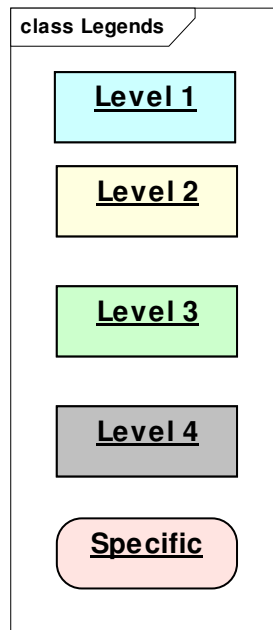 class Legends
Level 1
Level 2
Level 3
Level 4
Specific